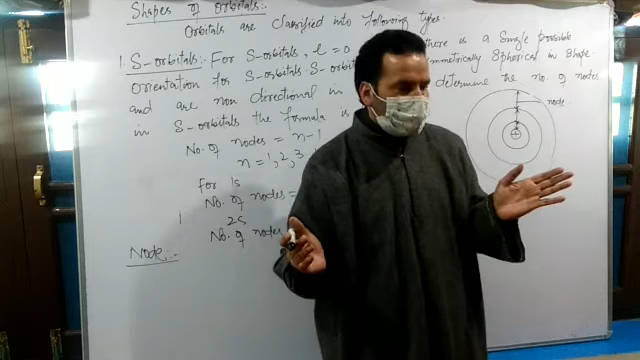 Shapes of Orbitals:-
Orbitals are classified into following types.
1. S-orbitals:- For S-orbitals, l = 0 there is a Single possible
Orientation for S-orbitals. S-orbit mmetrically Spherical in Shape
and are non directional in determine the no. of nodes
in S-orbitals the formula is
node.
No. of nodes = n-1
n = 1, 2, 3
For 1s
No. of nodes =
1 2S
No. of nodes
Node:-